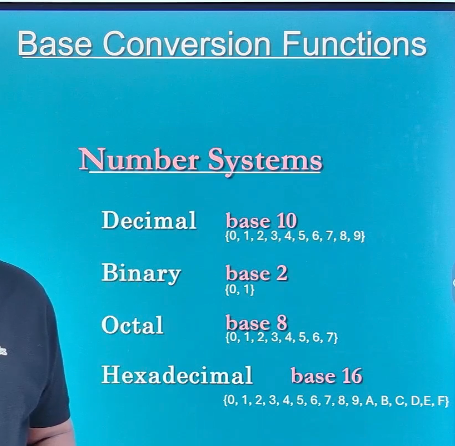 Base Conversion Functions
Number Systems
Decimal base 10
{0, 1, 2, 3, 4, 5, 6, 7, 8, 9}
Binary base 2
{0, 1}
Octal base 8
{0, 1, 2, 3, 4, 5, 6, 7}
Hexadecimal base 16
{0, 1, 2, 3, 4, 5, 6, 7, 8, 9, A, B, C, D,E, F}